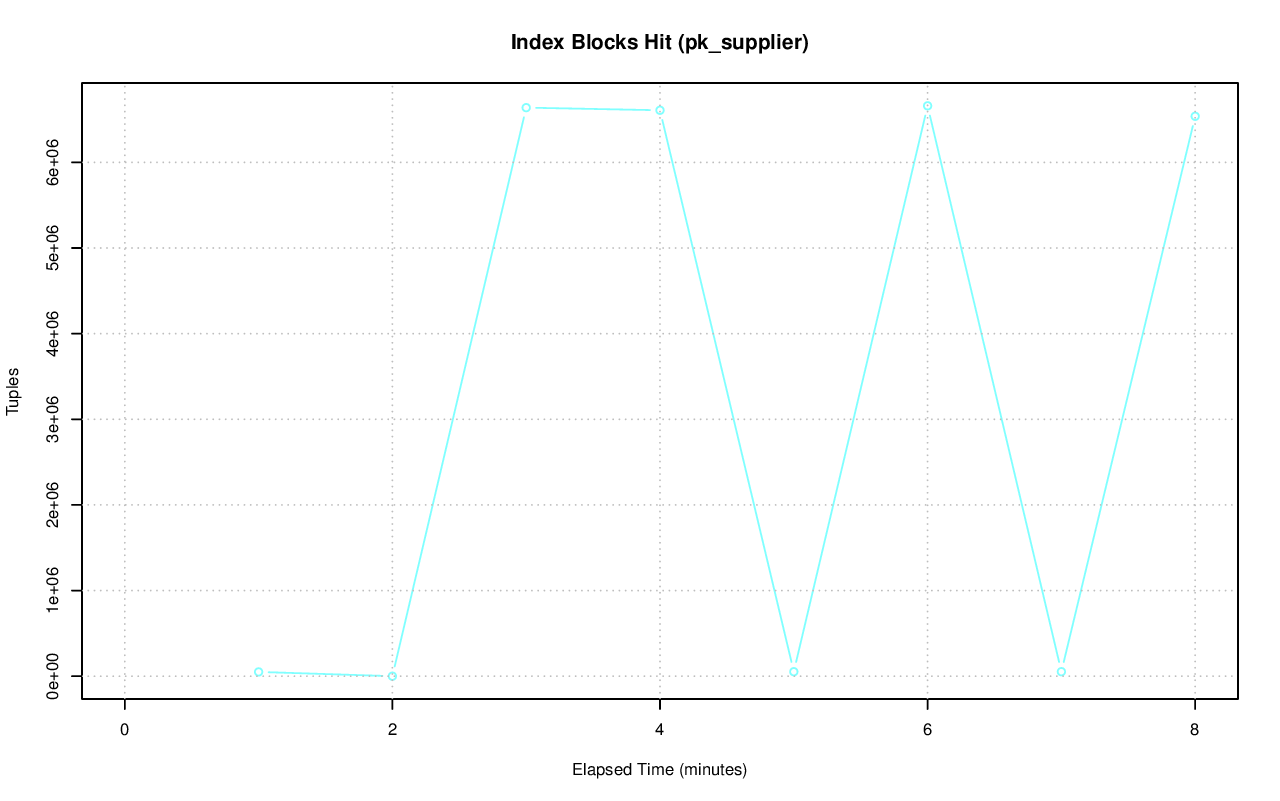 Index Blocks Hit (pk_supplier)
Tuples
6e+06
5e+06
4e+06
3e+06
2e+06
1e+06
0e+00
0 2 4 6 8
Elapsed Time (minutes)